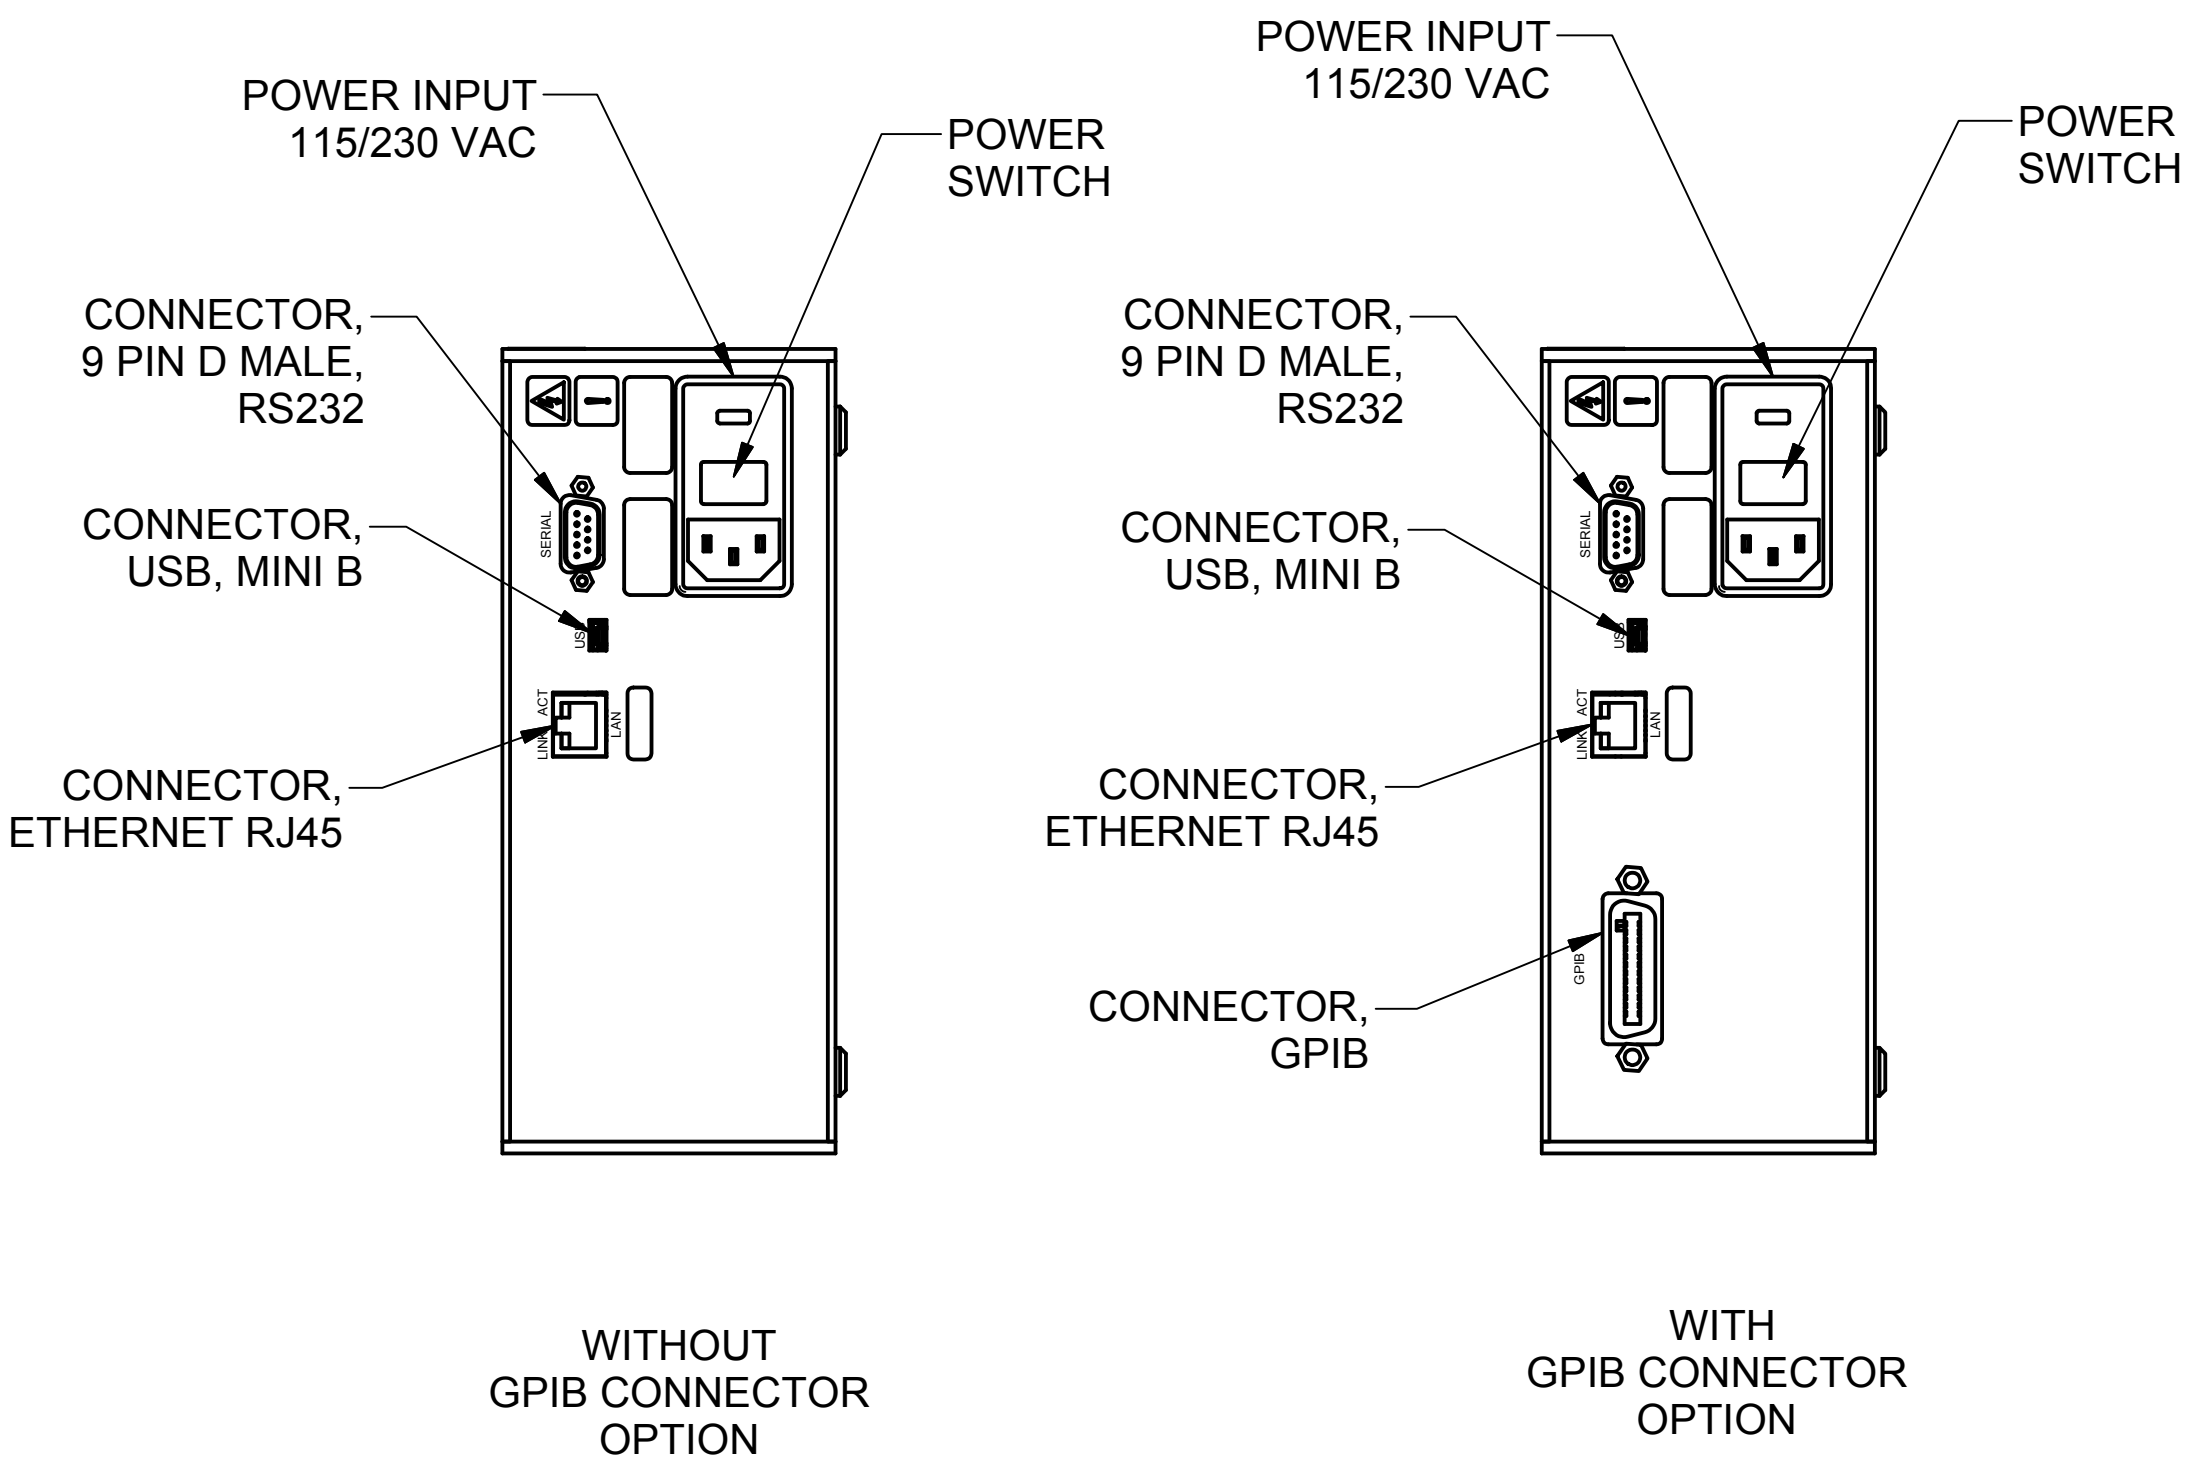 POWER INPUT
115/230 VAC
POWER
SWITCH
CONNECTOR,
9 PIN D MALE,
RS232
CONNECTOR,
USB, MINI B
CONNECTOR,
ETHERNET RJ45
SERIAL
USB
ACT
LINK
LAN
WITHOUT
GPIB CONNECTOR
OPTION
POWER INPUT
115/230 VAC
POWER
SWITCH
CONNECTOR,
9 PIN D MALE,
RS232
CONNECTOR,
USB, MINI B
CONNECTOR,
ETHERNET RJ45
CONNECTOR,
GPIB
SERIAL
USB
ACT
LINK
LAN
GPIB
WITH
GPIB CONNECTOR
OPTION